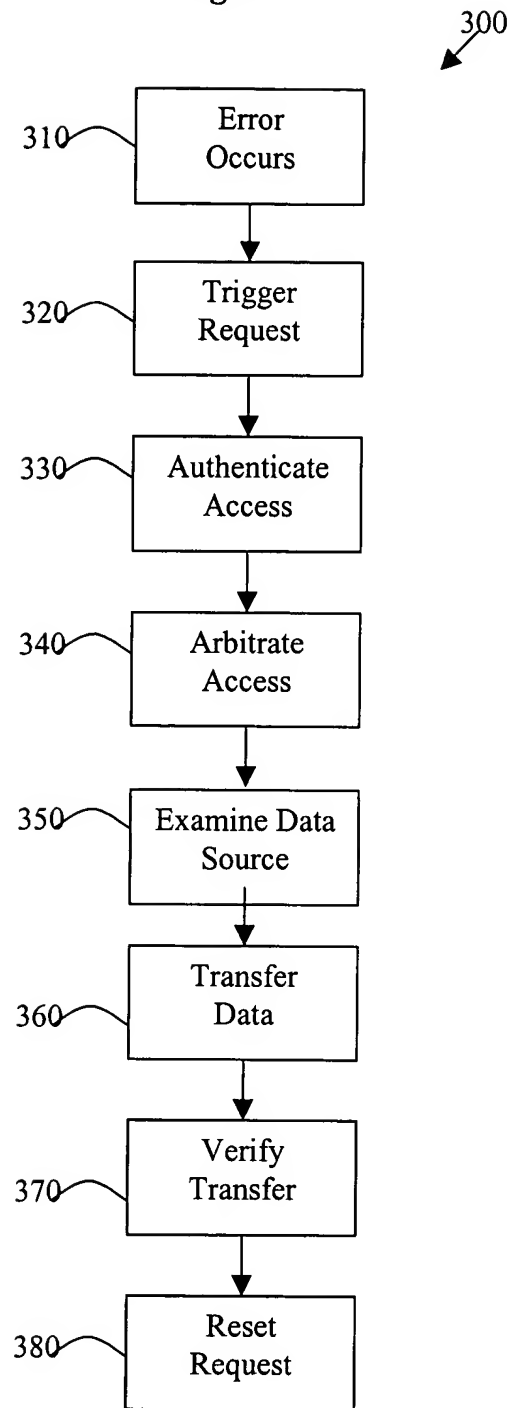 300
310
Error
Occurs
320
Trigger
Request
330
Authenticate
Access
340
Arbitrate
Access
350
Examine Data
Source
360
Transfer
Data
370
Verify
Transfer
380
Reset
Request